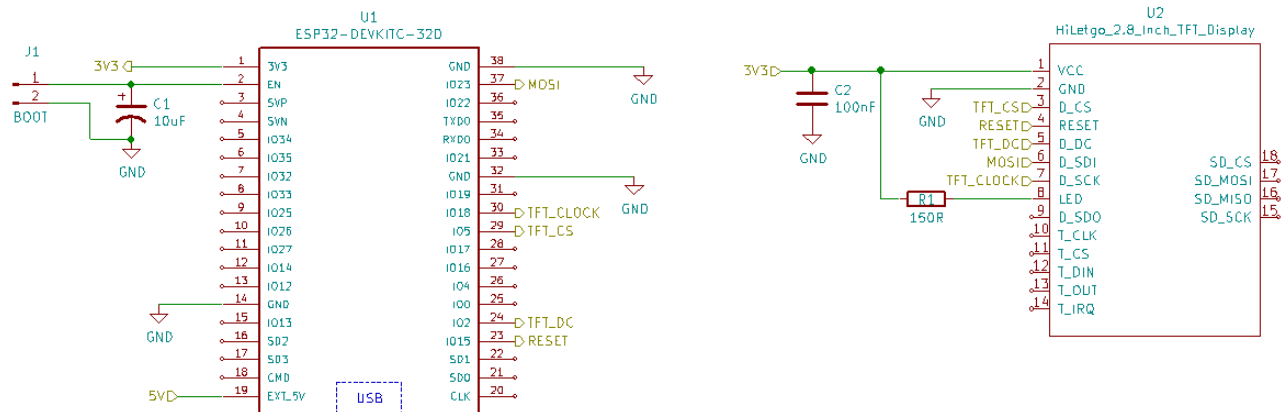 U1
ESP32-DEVKITC-32D
J1
1
2
BOOT
3V3
+
C1
10uF
GND
1 3V3
2 EN
3 SVP
4 SVN
5 IO34
6 IO35
7 IO32
8 IO33
9 IO25
10 IO26
11 IO27
12 IO14
13 IO12
14 GND
15 IO13
16 SD2
17 SD3
18 CMD
19 EXT_5V
GND
5V
USB
GND 38
IO23 37 MOSI
IO22 36
TXD0 35
RXD0 34
IO21 33
GND 32
IO19 31
IO18 30 TFT_CLOCK
IO5 29 TFT_CS
IO17 28
IO16 27
IO4 26
IO0 25
IO2 24 TFT_DC
IO15 23 RESET
SD1 22
SD0 21
CLK 20
GND
GND
U2
HiLetgo_2.8_Inch_TFT_Display
3V3
C2
100nF
GND
GND
R1
150R
1 VCC
2 GND
TFT_CS 3 D_CS
RESET 4 RESET
TFT_DC 5 D_DC
MOSI 6 D_SDI
TFT_CLOCK 7 D_SCK
8 LED
9 D_SDO
10 T_CLK
11 T_CS
12 T_DIN
13 T_OUT
14 T_IRQ
SD_CS 18
SD_MOSI 17
SD_MISO 16
SD_SCK 15